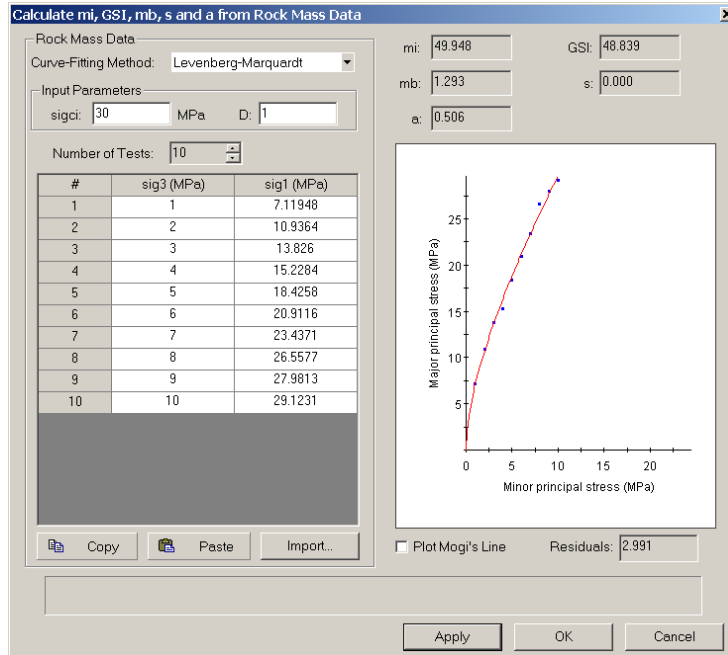 Calculate mi, GSI, mb, s and a from Rock Mass Data
Rock Mass Data
Curve-Fitting Method: Levenberg-Marquardt
Input Parameters
sigci: 30 MPa D: 1
Number of Tests: 10
# sig3 (MPa) sig1 (MPa)
1 1 7.11948
2 2 10.9364
3 3 13.826
4 4 15.2284
5 5 18.4258
6 6 20.9116
7 7 23.4371
8 8 26.5577
9 9 27.9813
10 10 29.1231
Copy Paste Import...
mi: 49.948 GSI: 48.839
mb: 1.293 s: 0.000
a: 0.506
Major principal stress (MPa)
25
20
15
10
5
0 5 10 15 20
Minor principal stress (MPa)
Plot Mogi's Line Residuals: 2.991
Apply OK Cancel